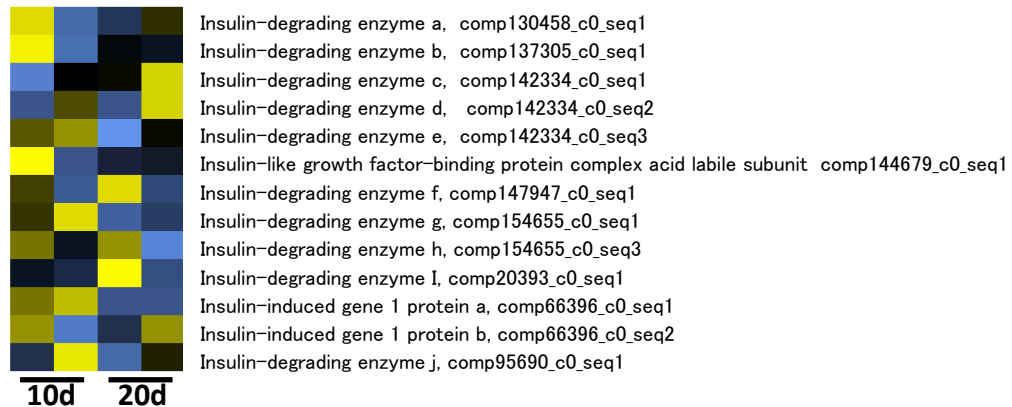 Insulin-degrading enzyme a, comp130458_c0_seq1
Insulin-degrading enzyme b, comp137305_c0_seq1
Insulin-degrading enzyme c, comp142334_c0_seq1
Insulin-degrading enzyme d, comp142334_c0_seq2
Insulin-degrading enzyme e, comp142334_c0_seq3
Insulin-like growth factor-binding protein complex acid labile subunit comp144679_c0_seq1
Insulin-degrading enzyme f, comp147947_c0_seq1
Insulin-degrading enzyme g, comp154655_c0_seq1
Insulin-degrading enzyme h, comp154655_c0_seq3
Insulin-degrading enzyme I, comp20393_c0_seq1
Insulin-induced gene 1 protein a, comp66396_c0_seq1
Insulin-induced gene 1 protein b, comp66396_c0_seq2
Insulin-degrading enzyme j, comp95690_c0_seq1
10d 20d